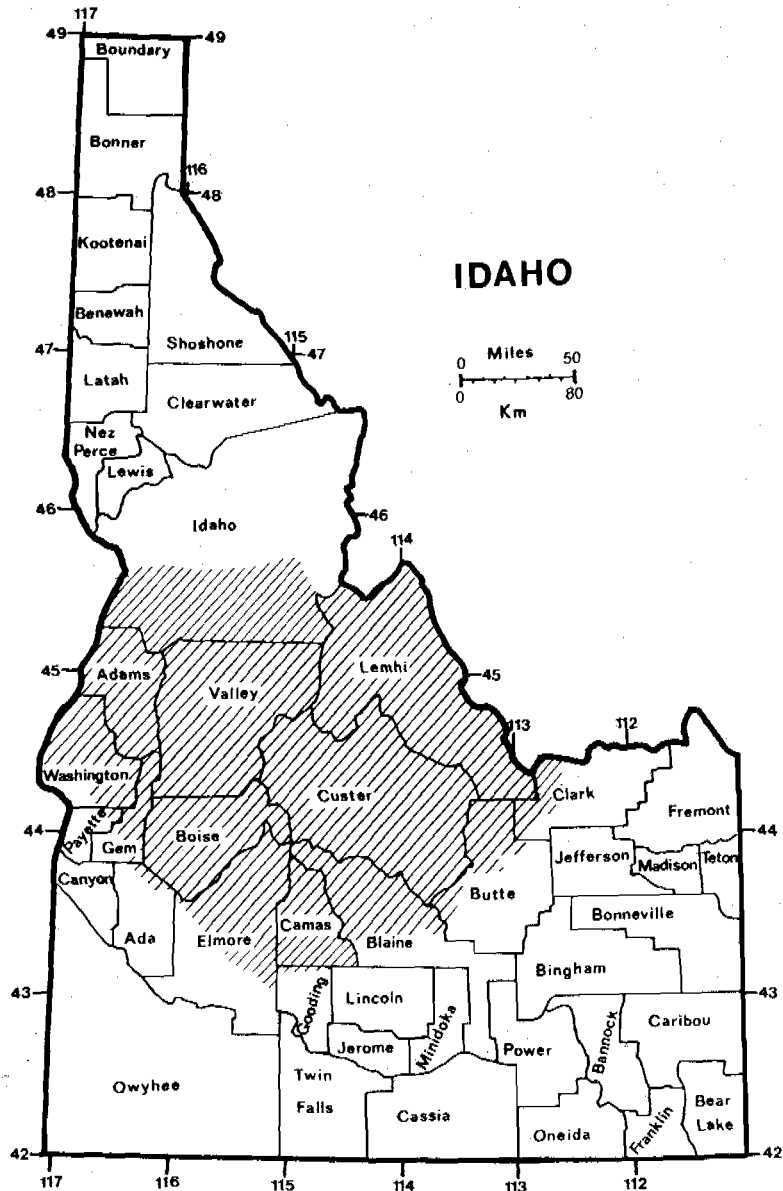 117
49
49
Boundary
Bonner
116
48
48
Kootenai
IDAHO
Benewah
Shoshone
115
47
47
0 Miles 50
0 Km 80
Latah
Clearwater
Nez
Perce
Lewis
46
Idaho
46
114
45
Adams
Valley
Lemhi
45
113
112
Washington
Custer
Clark
Fremont
44
Payette
Gem
Boise
44
Jefferson
Madison
Teton
Canyon
Butte
Ada
Elmore
Camas
Blaine
Bonneville
Bingham
43
Gooding
Lincoln
43
Minidoka
Bannock
Caribou
Jerome
Power
Owyhee
Twin
Falls
Cassia
Oneida
Franklin
Bear
Lake
42
42
117
116
115
114
113
112